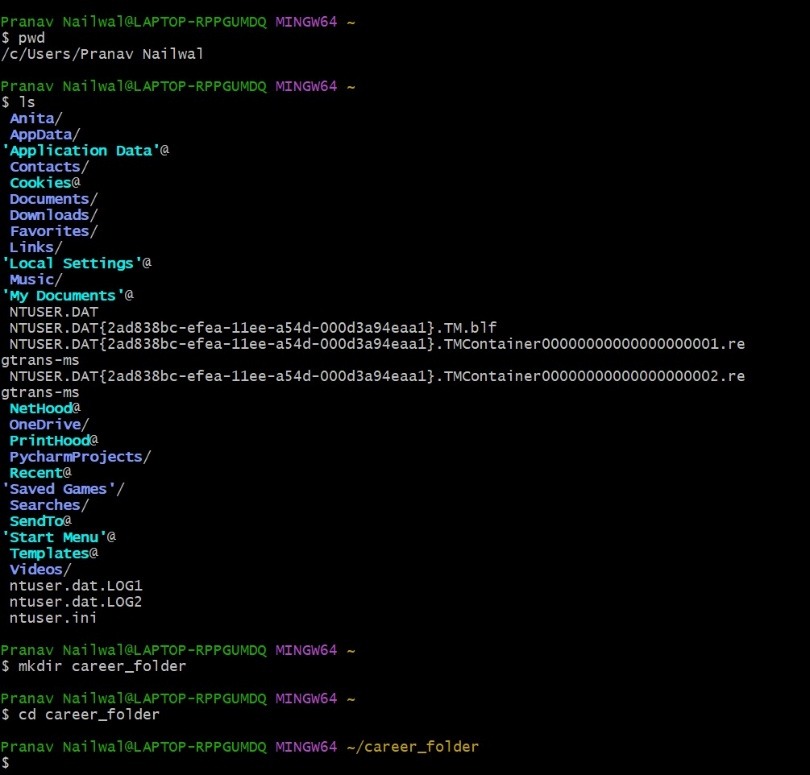 Pranav Nailwal@LAPTOP-RPPGUMDQ MINGW64 ~
$ pwd
/c/Users/Pranav Nailwal

Pranav Nailwal@LAPTOP-RPPGUMDQ MINGW64 ~
$ ls
 Anita/
 AppData/
'Application Data'@
 Contacts/
 Cookies@
 Documents/
 Downloads/
 Favorites/
 Links/
'Local Settings'@
 Music/
'My Documents'@
 NTUSER.DAT
 NTUSER.DAT{2ad838bc-efea-11ee-a54d-000d3a94eaa1}.TM.blf
 NTUSER.DAT{2ad838bc-efea-11ee-a54d-000d3a94eaa1}.TMContainer00000000000000000001.re
gtrans-ms
 NTUSER.DAT{2ad838bc-efea-11ee-a54d-000d3a94eaa1}.TMContainer00000000000000000002.re
gtrans-ms
 NetHood@
 OneDrive/
 PrintHood@
 PycharmProjects/
 Recent@
'Saved Games'/
 Searches/
 SendTo@
'Start Menu'@
 Templates@
 Videos/
 ntuser.dat.LOG1
 ntuser.dat.LOG2
 ntuser.ini

Pranav Nailwal@LAPTOP-RPPGUMDQ MINGW64 ~
$ mkdir career_folder

Pranav Nailwal@LAPTOP-RPPGUMDQ MINGW64 ~
$ cd career_folder

Pranav Nailwal@LAPTOP-RPPGUMDQ MINGW64 ~/career_folder
$